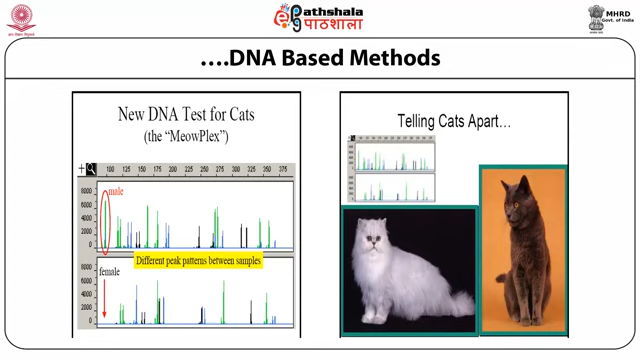 Pathshala
पाठशाला
MHRD
Govt. of India
....DNA Based Methods
New DNA Test for Cats
(the “MeowPlex”)
100 125 150 175 200 225 250 275 300 325 350 375
8000
6000
4000
2000
0
male
Different peak patterns between samples
female
8000
6000
4000
2000
0
Telling Cats Apart…